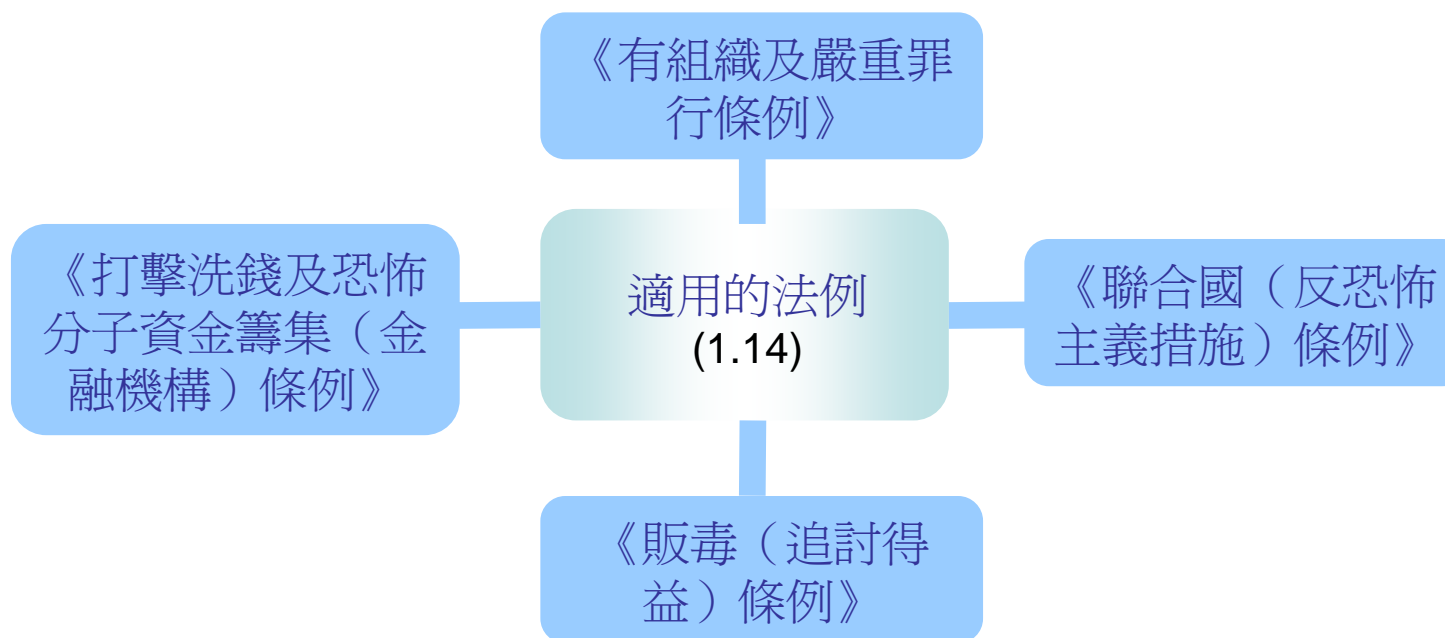 《有組織及嚴重罪
行條例》
《打擊洗錢及恐怖
分子資金籌集（金
融機構）條例》
適用的法例
(1.14)
《聯合國（反恐怖
主義措施）條例》
《販毒（追討得
益）條例》